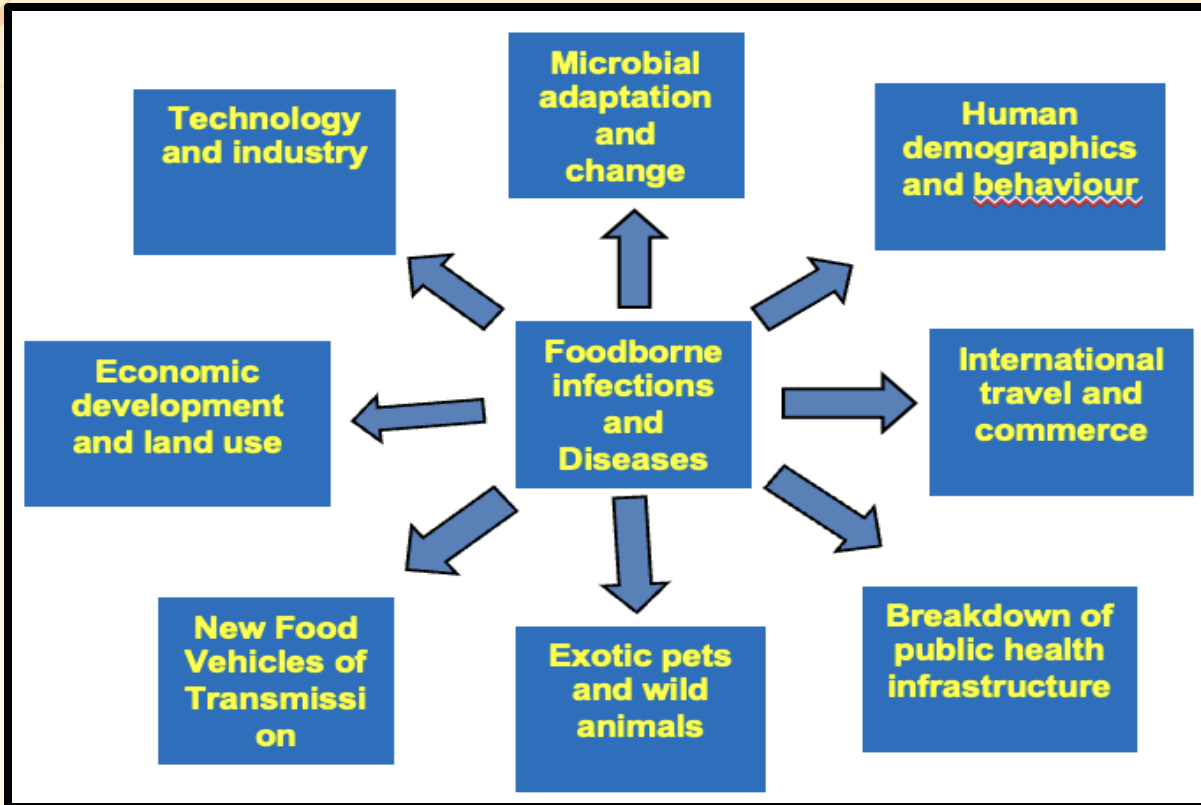 Microbial
adaptation
and
change
Technology
and industry
Human
demographics
and behaviour
Economic
development
and land use
Foodborne
infections
and
Diseases
International
travel and
commerce
New Food
Vehicles of
Transmissi
on
Exotic pets
and wild
animals
Breakdown of
public health
infrastructure